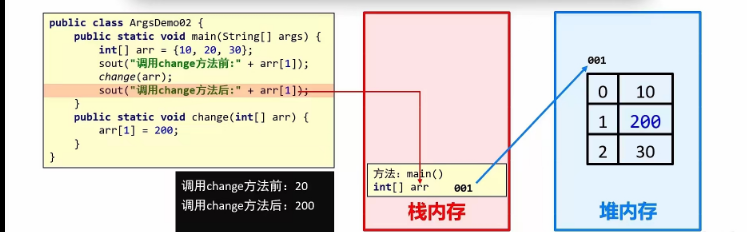 public class ArgsDemo02 {
public static void main(String[] args) {
int[] arr = {10, 20, 30};
sout("调用change方法前:" + arr[1]);
change(arr);
sout("调用change方法后:" + arr[1]);
}
public static void change(int[] arr) {
arr[1] = 200;
}
}
调用change方法前: 20
调用change方法后: 200
方法: main()
int[] arr 001
栈内存
001
0 10
1 200
2 30
堆内存